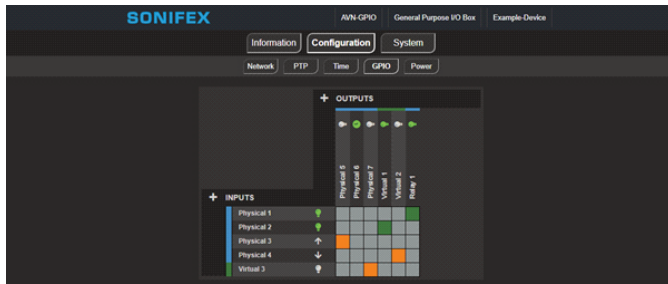 SONIFEX AVN-GPIO General Purpose I/O Box Example-Device
Information Configuration System
Network PTP Time GPIO Power
+ OUTPUTS
Physical 5
Physical 6
Physical 7
Virtual 1
Virtual 2
Relay 1
+ INPUTS
Physical 1
Physical 2
Physical 3
Physical 4
Virtual 3